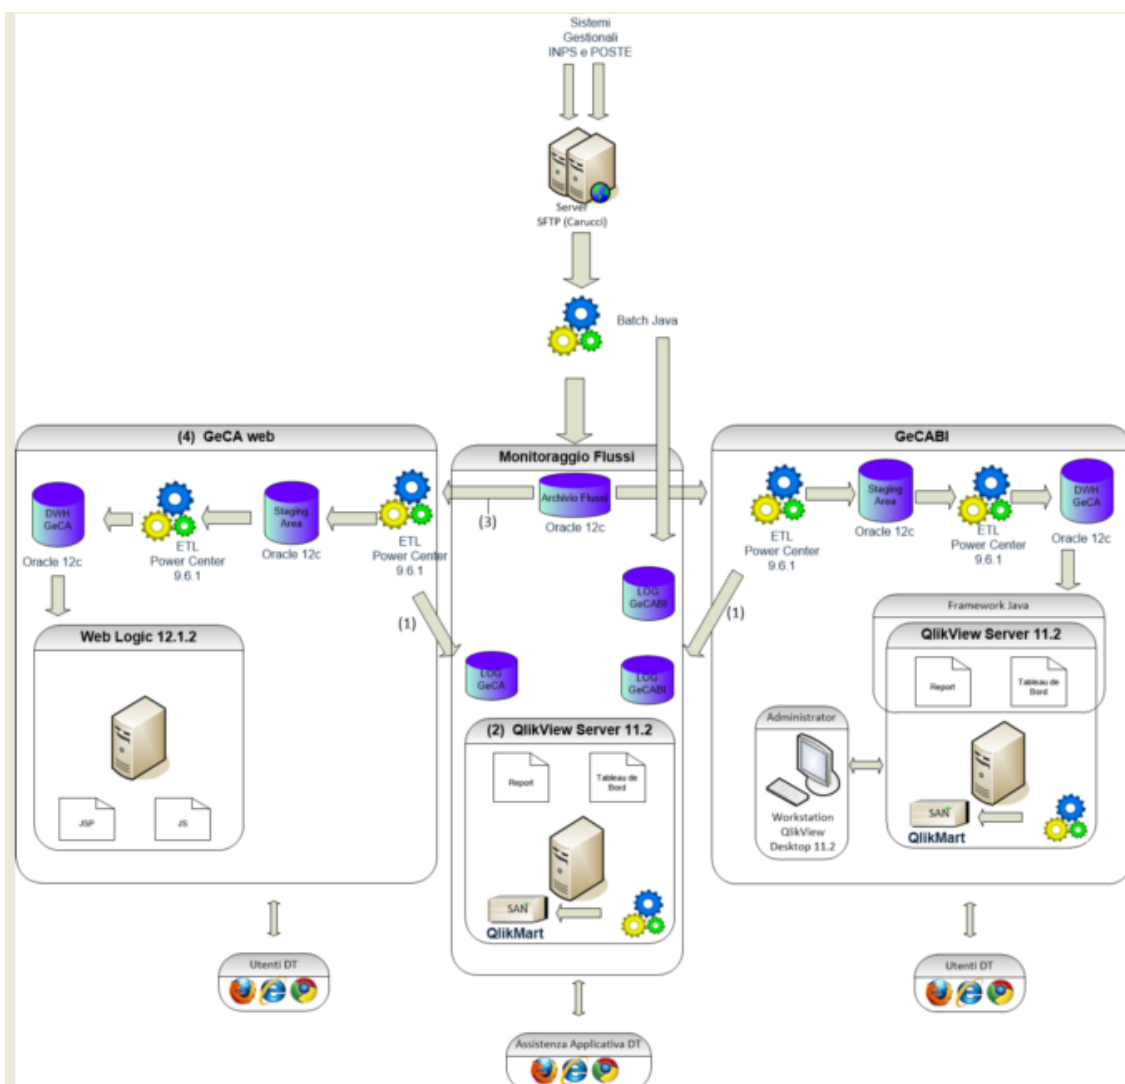 Sistemi
Gestionali
INPS e POSTE
Server
SFTP (Carucci)
Batch Java
(4) GeCA web
DWH
GeCA
Oracle 12c
ETL
Power Center
9.6.1
Staging
Area
Oracle 12c
ETL
Power Center
9.6.1
(1)
Web Logic 12.1.2
JSP
JS
Utenti DT
Monitoraggio Flussi
Archivio Flussi
Oracle 12c
(3)
LOG
GeCABI
LOG
GeCA
LOG
GeCABI
(2) QlikView Server 11.2
Report
Tableau de
Bord
SAN
QlikMart
Assistenza Applicativa DT
GeCABI
ETL
Power Center
9.6.1
Staging
Area
Oracle 12c
ETL
Power Center
9.6.1
DWH
GeCA
Oracle 12c
(1)
Framework Java
QlikView Server 11.2
Report
Tableau de
Bord
Administrator
Workstation
QlikView
Desktop 11.2
SAN
QlikMart
Utenti DT